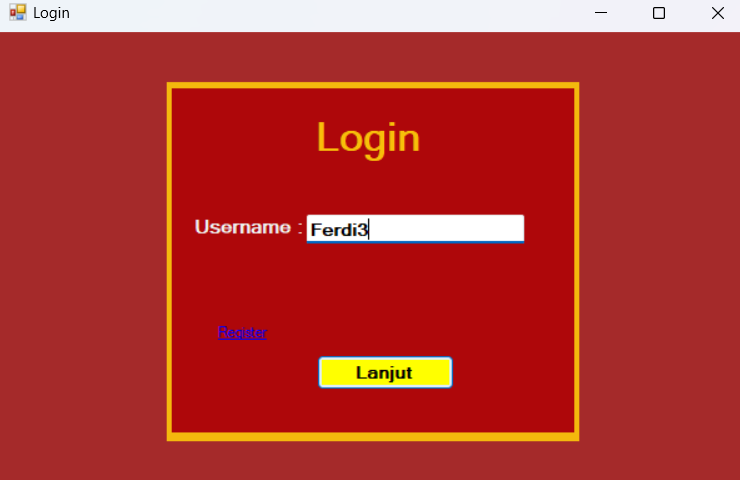 Login
Login
Username : Ferdi3
Register
Lanjut